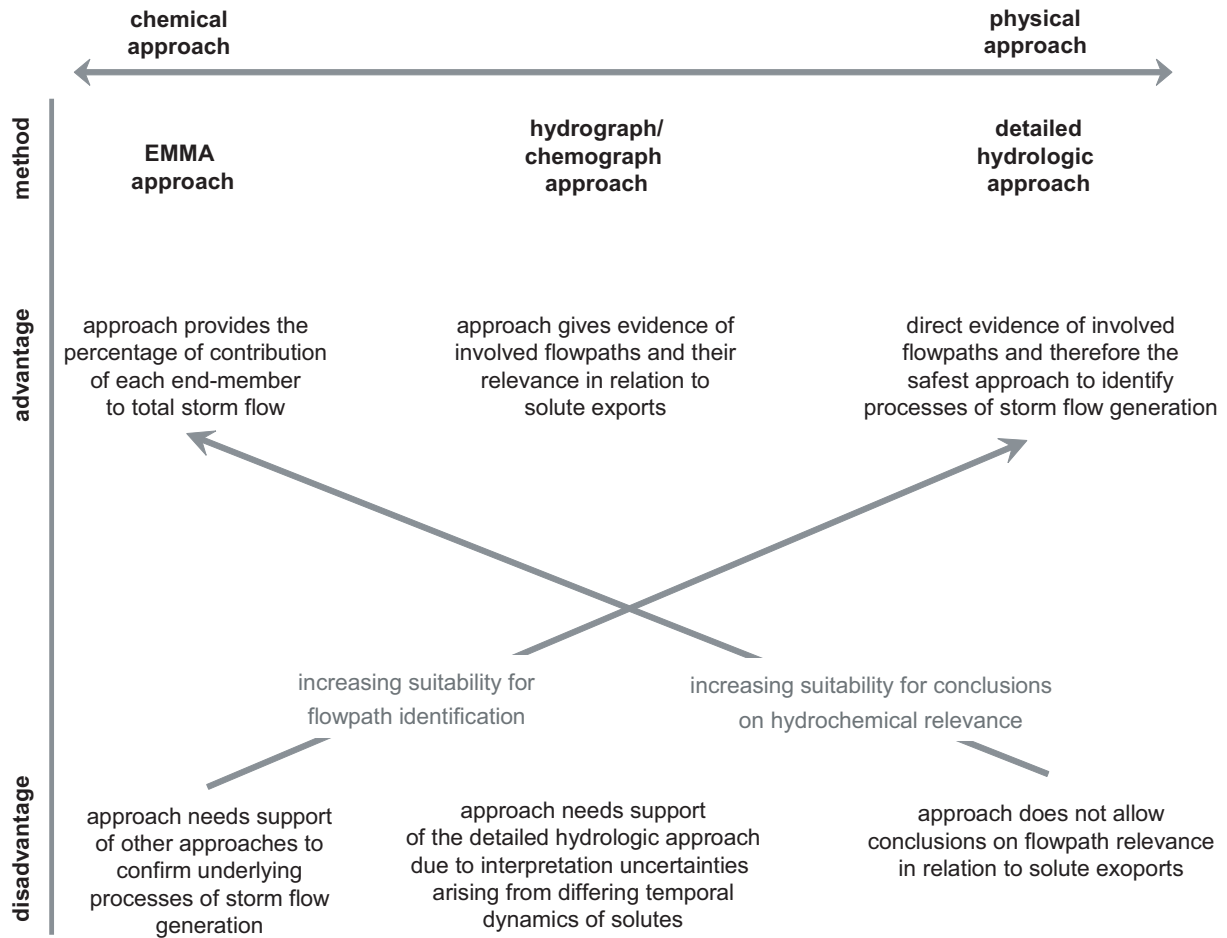 chemical
approach
physical
approach
method
EMMA
approach
hydrograph/
chemograph
approach
detailed
hydrologic
approach
advantage
approach provides the
percentage of contribution
of each end-member
to total storm flow
approach gives evidence of
involved flowpaths and their
relevance in relation to
solute exports
direct evidence of involved
flowpaths and therefore the
safest approach to identify
processes of storm flow generation
increasing suitability for
flowpath identification
increasing suitability for conclusions
on hydrochemical relevance
disadvantage
approach needs support
of other approaches to
confirm underlying
processes of storm flow
generation
approach needs support
of the detailed hydrologic approach
due to interpretation uncertainties
arising from differing temporal
dynamics of solutes
approach does not allow
conclusions on flowpath relevance
in relation to solute exoports